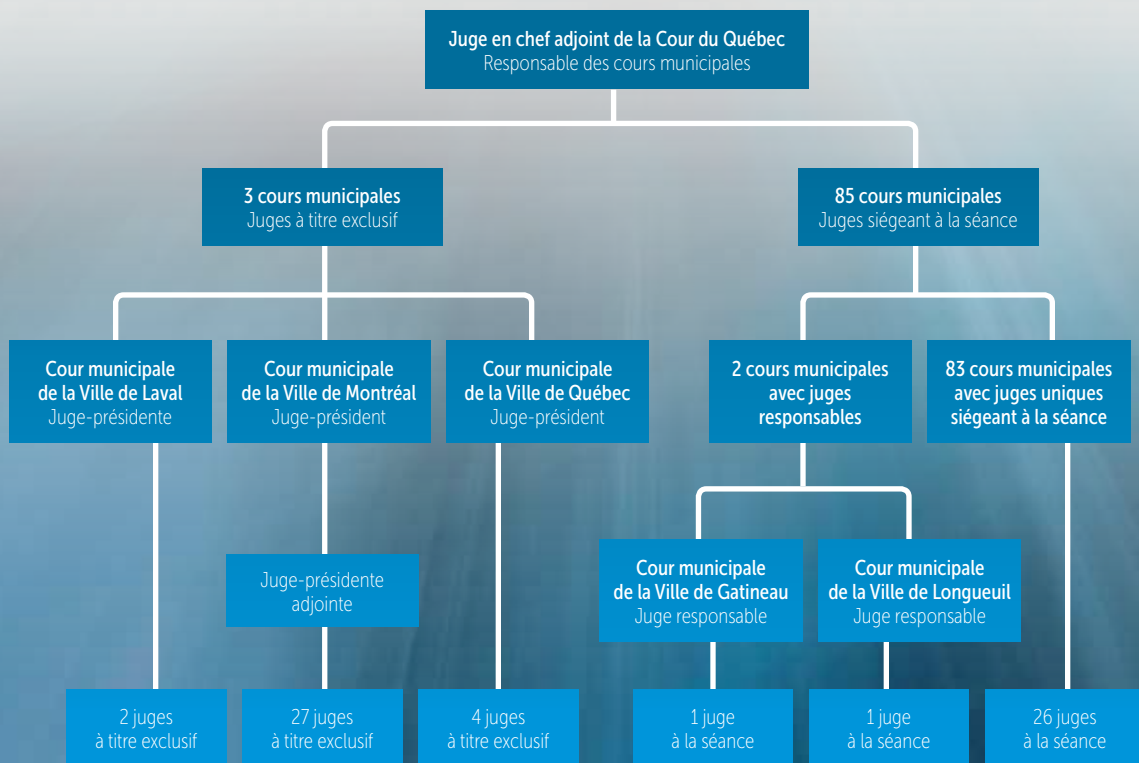 Juge en chef adjoint de la Cour du Québec
Responsable des cours municipales
3 cours municipales
Juges à titre exclusif
85 cours municipales
Juges siégeant à la séance
Cour municipale
de la Ville de Laval
Juge-présidente
Cour municipale
de la Ville de Montréal
Juge-président
Cour municipale
de la Ville de Québec
Juge-président
2 cours municipales
avec juges
responsables
83 cours municipales
avec juges uniques
siégeant à la séance
Juge-présidente
adjointe
Cour municipale
de la Ville de Gatineau
Juge responsable
Cour municipale
de la Ville de Longueuil
Juge responsable
2 juges
à titre exclusif
27 juges
à titre exclusif
4 juges
à titre exclusif
1 juge
à la séance
1 juge
à la séance
26 juges
à la séance